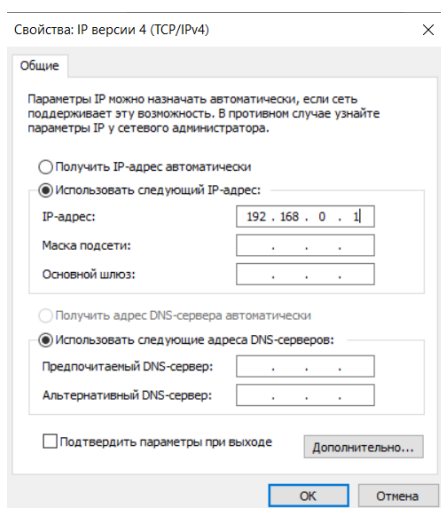 Свойства: IP версии 4 (TCP/IPv4)
Общие
Параметры IP можно назначать автоматически, если сеть
поддерживает эту возможность. В противном случае узнайте
параметры IP у сетевого администратора.
Получить IP-адрес автоматически
Использовать следующий IP-адрес:
IP-адрес: 192 . 168 . 0 . 1
Маска подсети: . . .
Основной шлюз: . . .
Получить адрес DNS-сервера автоматически
Использовать следующие адреса DNS-серверов:
Предпочитаемый DNS-сервер: . . .
Альтернативный DNS-сервер: . . .
Подтвердить параметры при выходе
Дополнительно...
OK Отмена